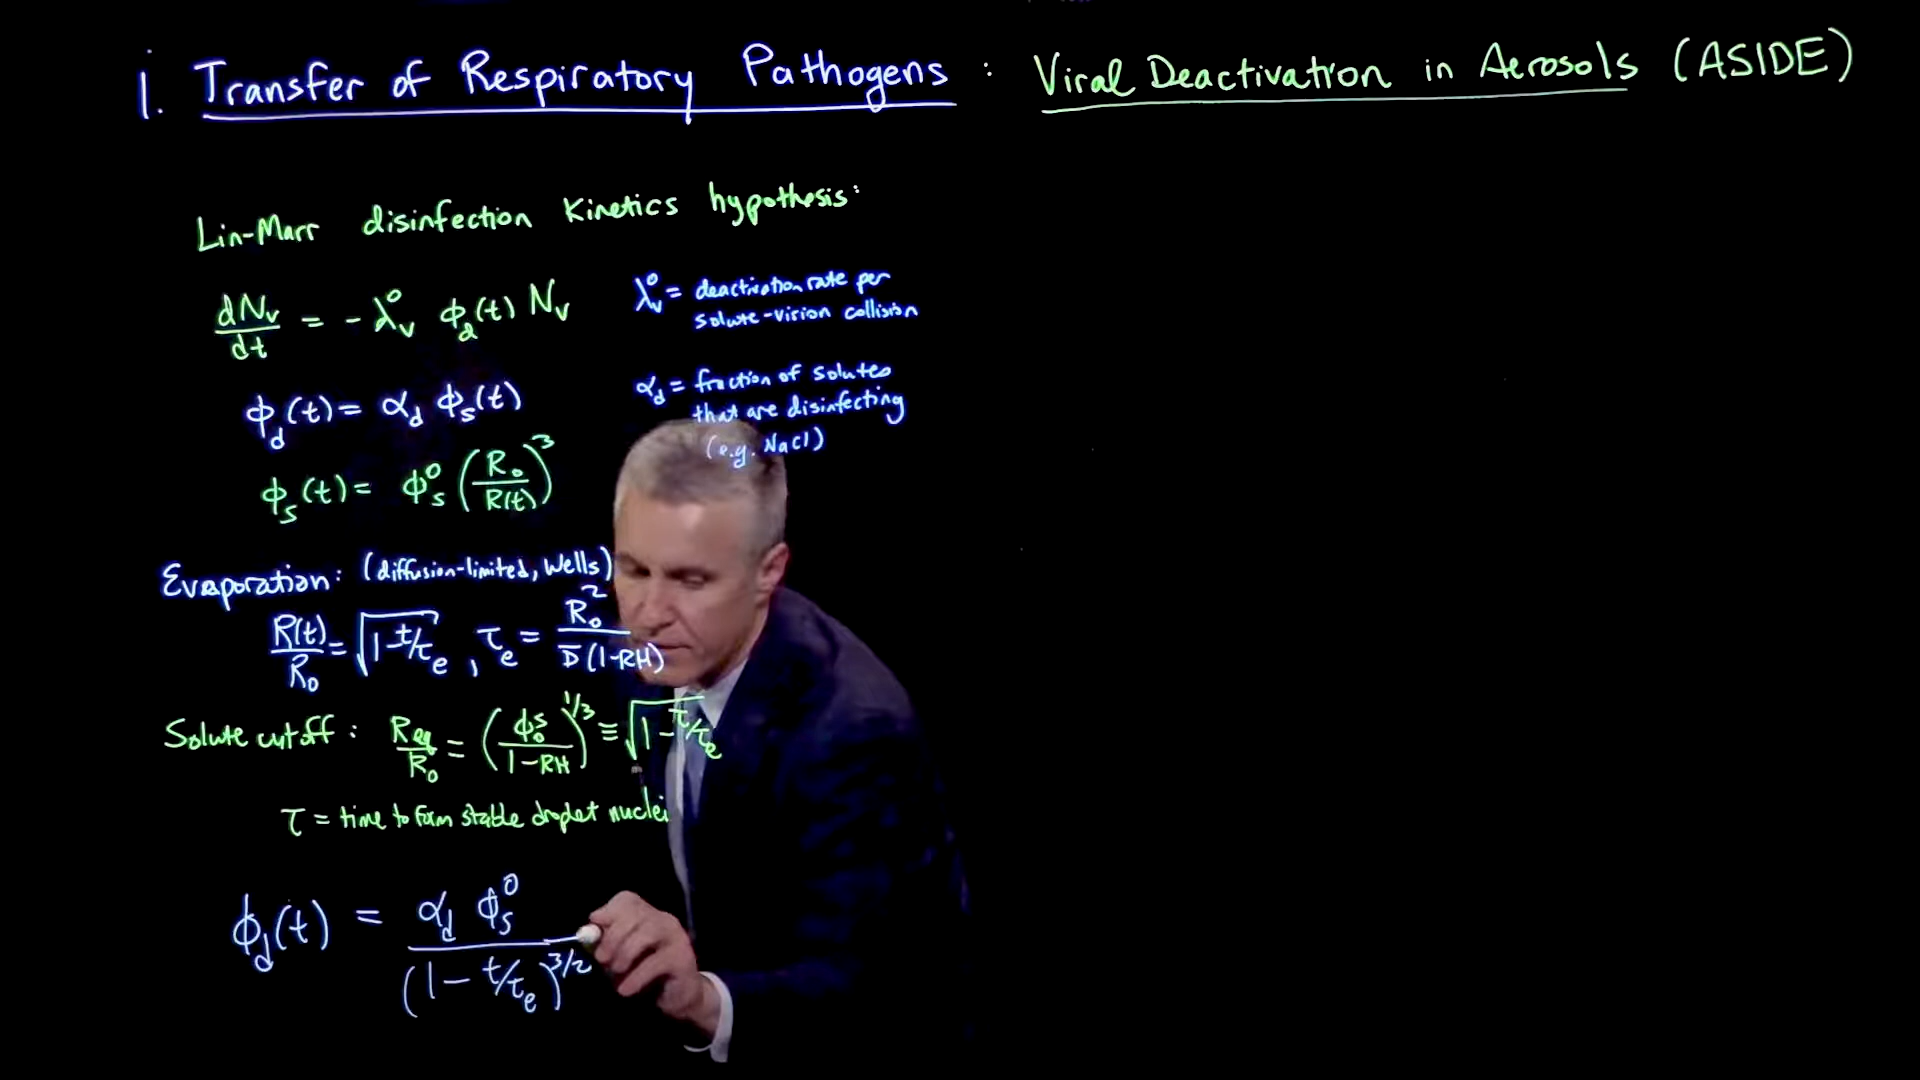 1. Transfer of Respiratory Pathogens : Viral Deactivation in Aerosols (ASIDE)
Lin-Marr disinfection kinetics hypothesis:
dN_v/dt = - λ_v^0 ϕ_d(t) N_v
λ_v^0 = deactivation rate per
solute-virion collision
ϕ_d(t) = α_d ϕ_s(t)
α_d = fraction of solutes
that are disinfecting
(e.g. NaCl)
ϕ_s(t) = ϕ_s^0 (R_0/R(t))^3
Evaporation: (diffusion-limited, Wells)
R(t)/R_0 = √(1-t/τ_e), τ_e = R_0^2/D̄(1-RH)
Solute cutoff: R_eq/R_0 = (ϕ_0^s/1-RH)^1/3 ≡ √(1-τ/τ_e)
τ = time to form stable droplet nuclei
ϕ_d(t) = α_d ϕ_s^0/(1-t/τ_e)^3/2